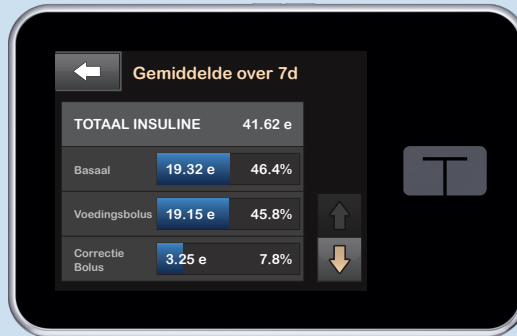 Gemiddelde over 7d
TOTAAL INSULINE 41.62 e
Basaal 19.32 e 46.4%
Voedingsbolus 19.15 e 45.8%
Correctie
Bolus 3.25 e 7.8%